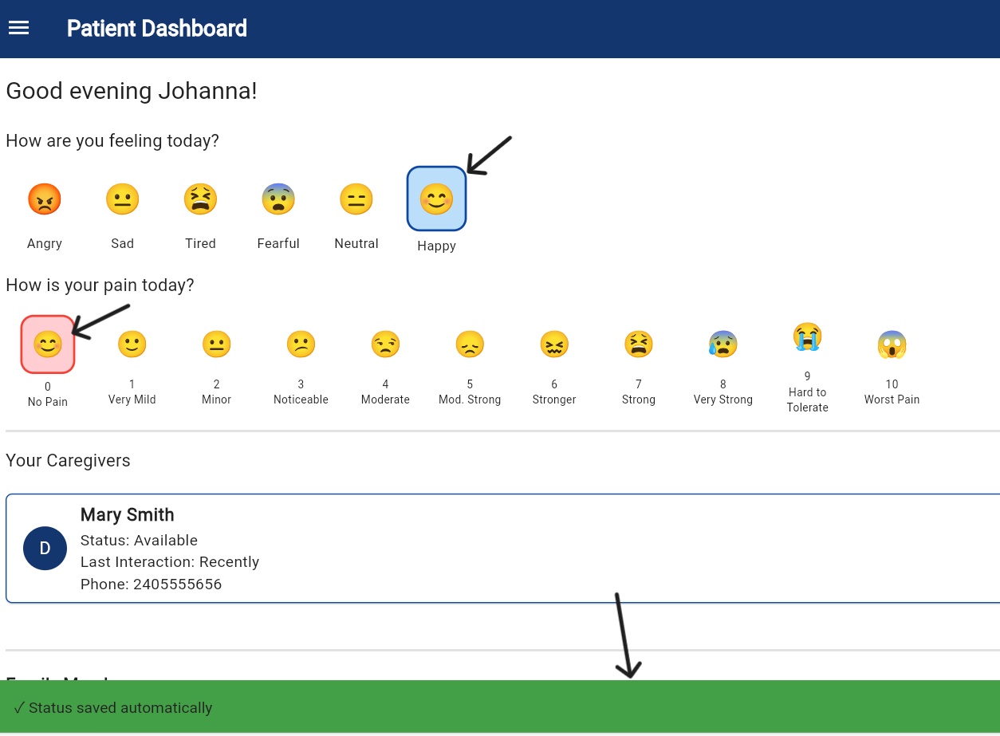 Patient Dashboard
Good evening Johanna!
How are you feeling today?
Angry Sad Tired Fearful Neutral Happy
How is your pain today?
0 1 2 3 4 5 6 7 8 9 10
No Pain Very Mild Minor Noticeable Moderate Mod. Strong Stronger Strong Very Strong Hard to Worst Pain
Tolerate
Your Caregivers
D
Mary Smith
Status: Available
Last Interaction: Recently
Phone: 2405555656
✓ Status saved automatically